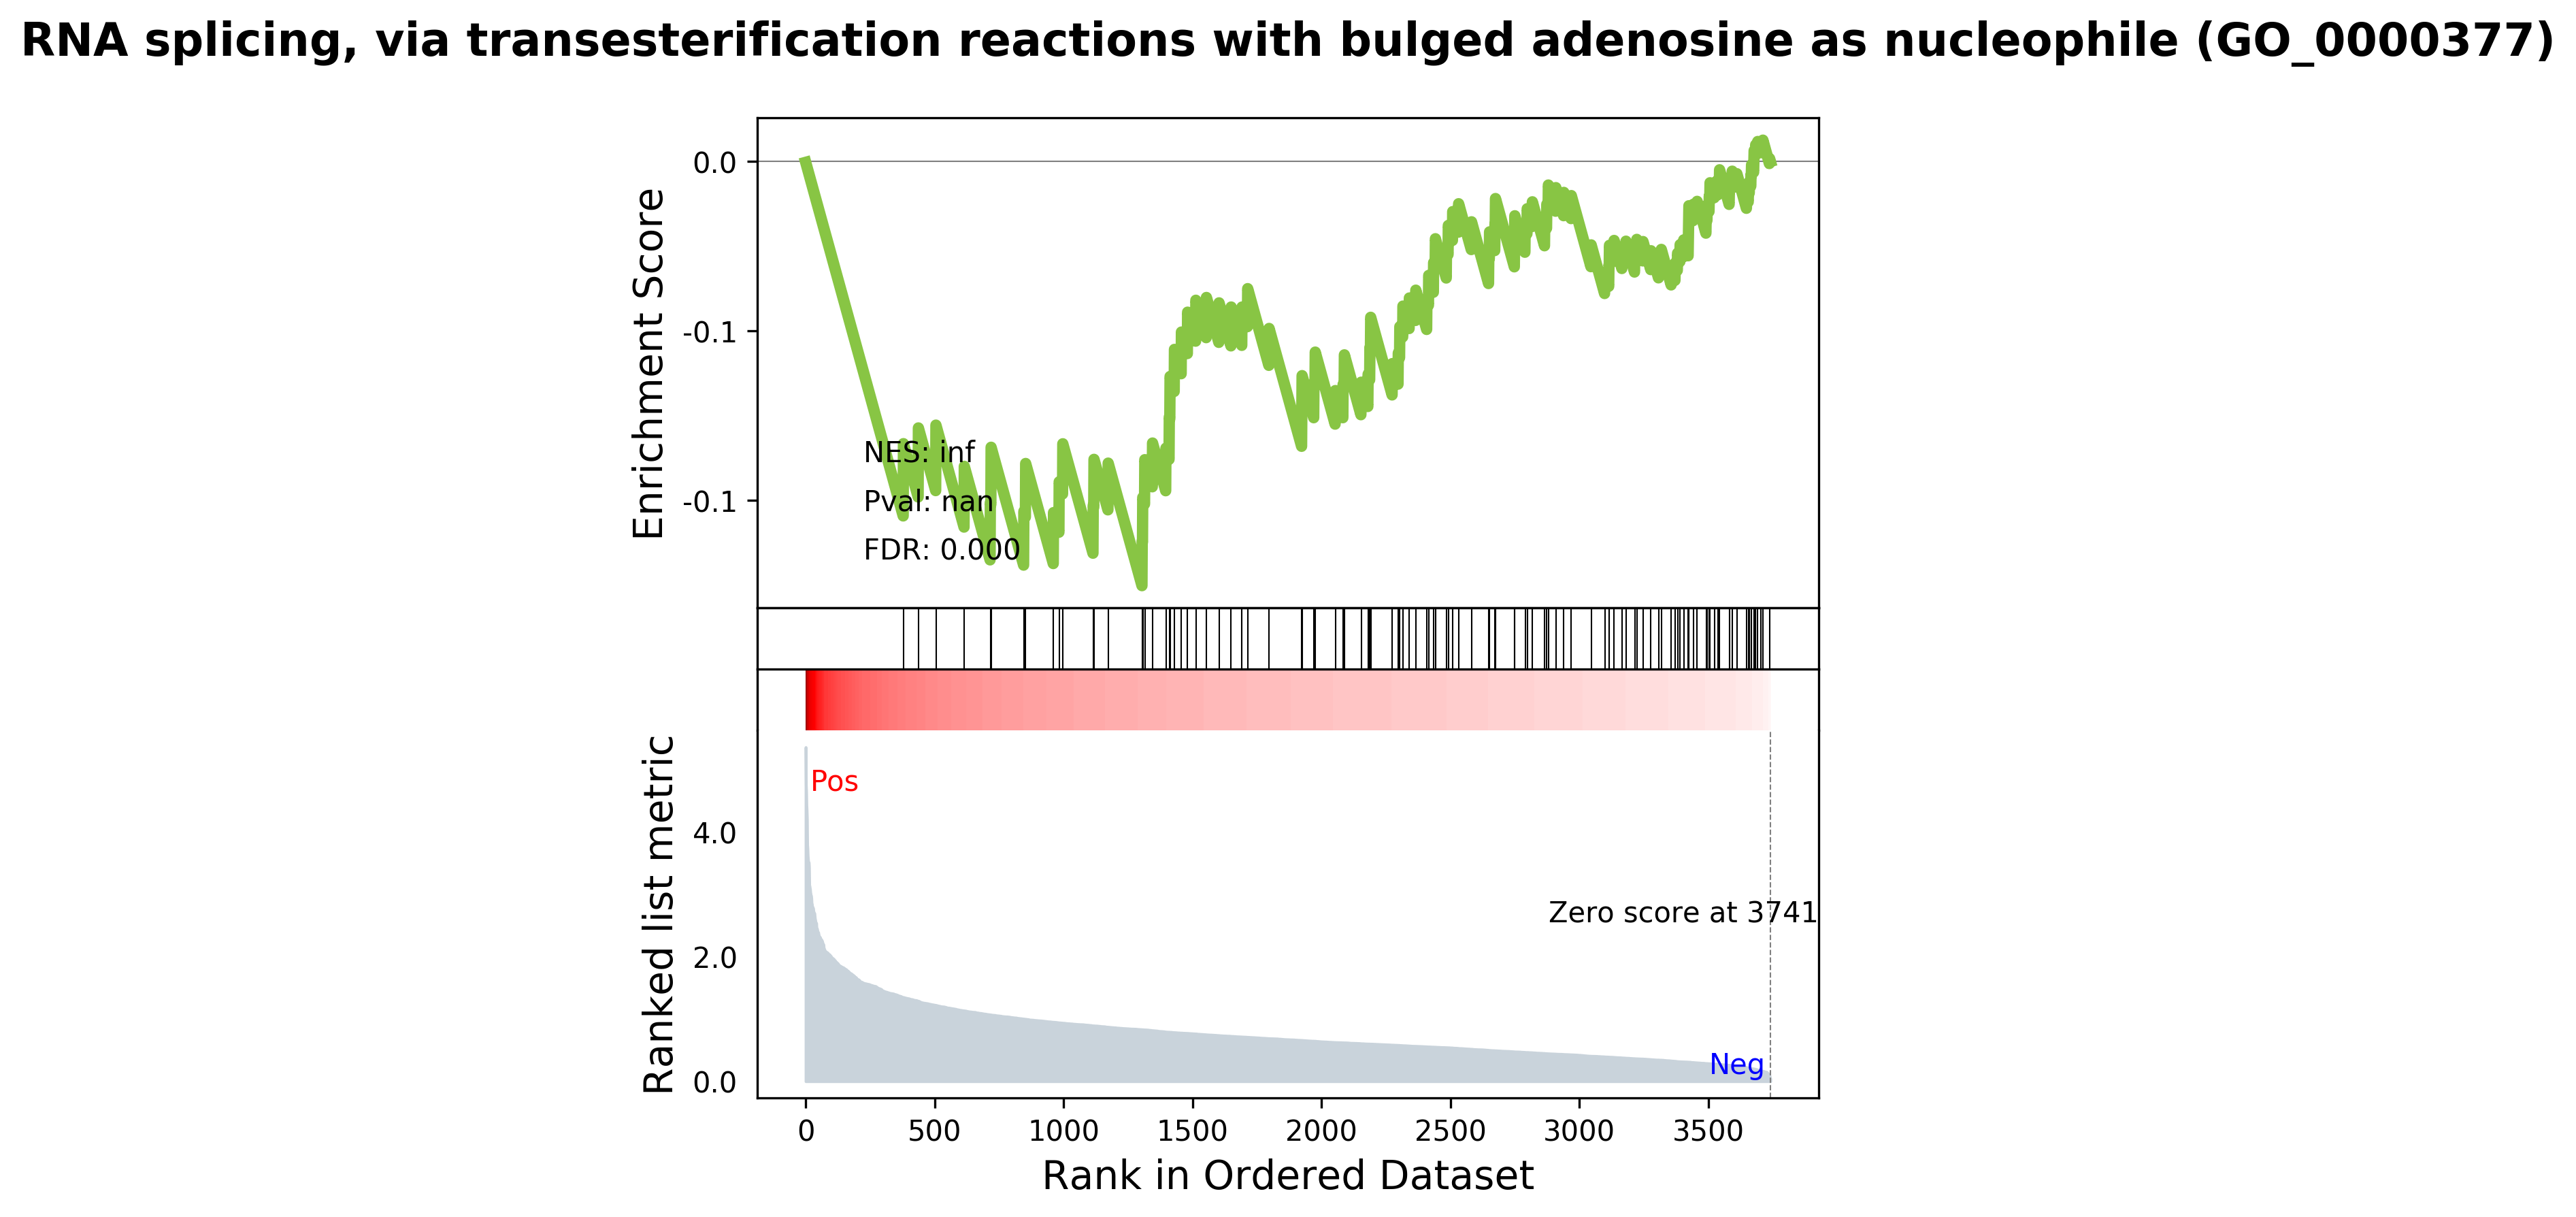 RNA splicing, via transesterification reactions with bulged adenosine as nucleophile (GO_0000377)
Enrichment Score
0.0
-0.1
-0.1
NES: inf
Pval: nan
FDR: 0.000
Ranked list metric
Pos
4.0
Zero score at 3741
2.0
Neg
0.0
0 500 1000 1500 2000 2500 3000 3500
Rank in Ordered Dataset